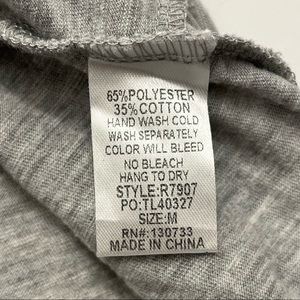 65%POLYESTER
35%COTTON
HAND WASH COLD
WASH SEPARATELY
COLOR WILL BLEED
NO BLEACH
HANG TO DRY
STYLE:R7907
PO:TL40327
SIZE:M
RN#:130733
MADE IN CHINA